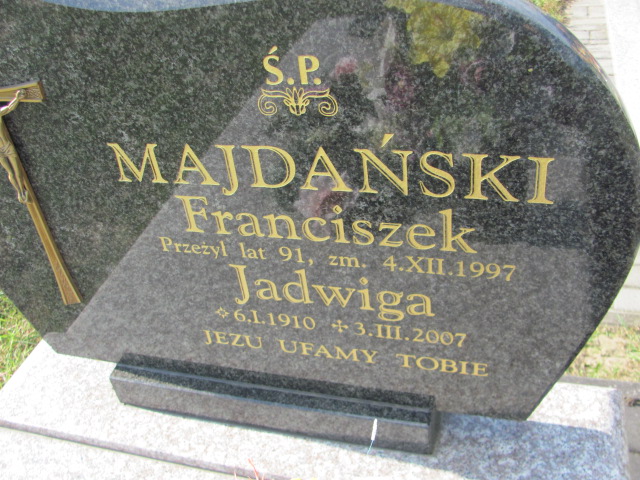 Ś.P.
MAJDAŃSKI
Franciszek
Przeżył lat 91, zm. 4.XII.1997
Jadwiga
✡ 6.I.1910 ✢ 3.III.2007
JEZU UFAMY TOBIE